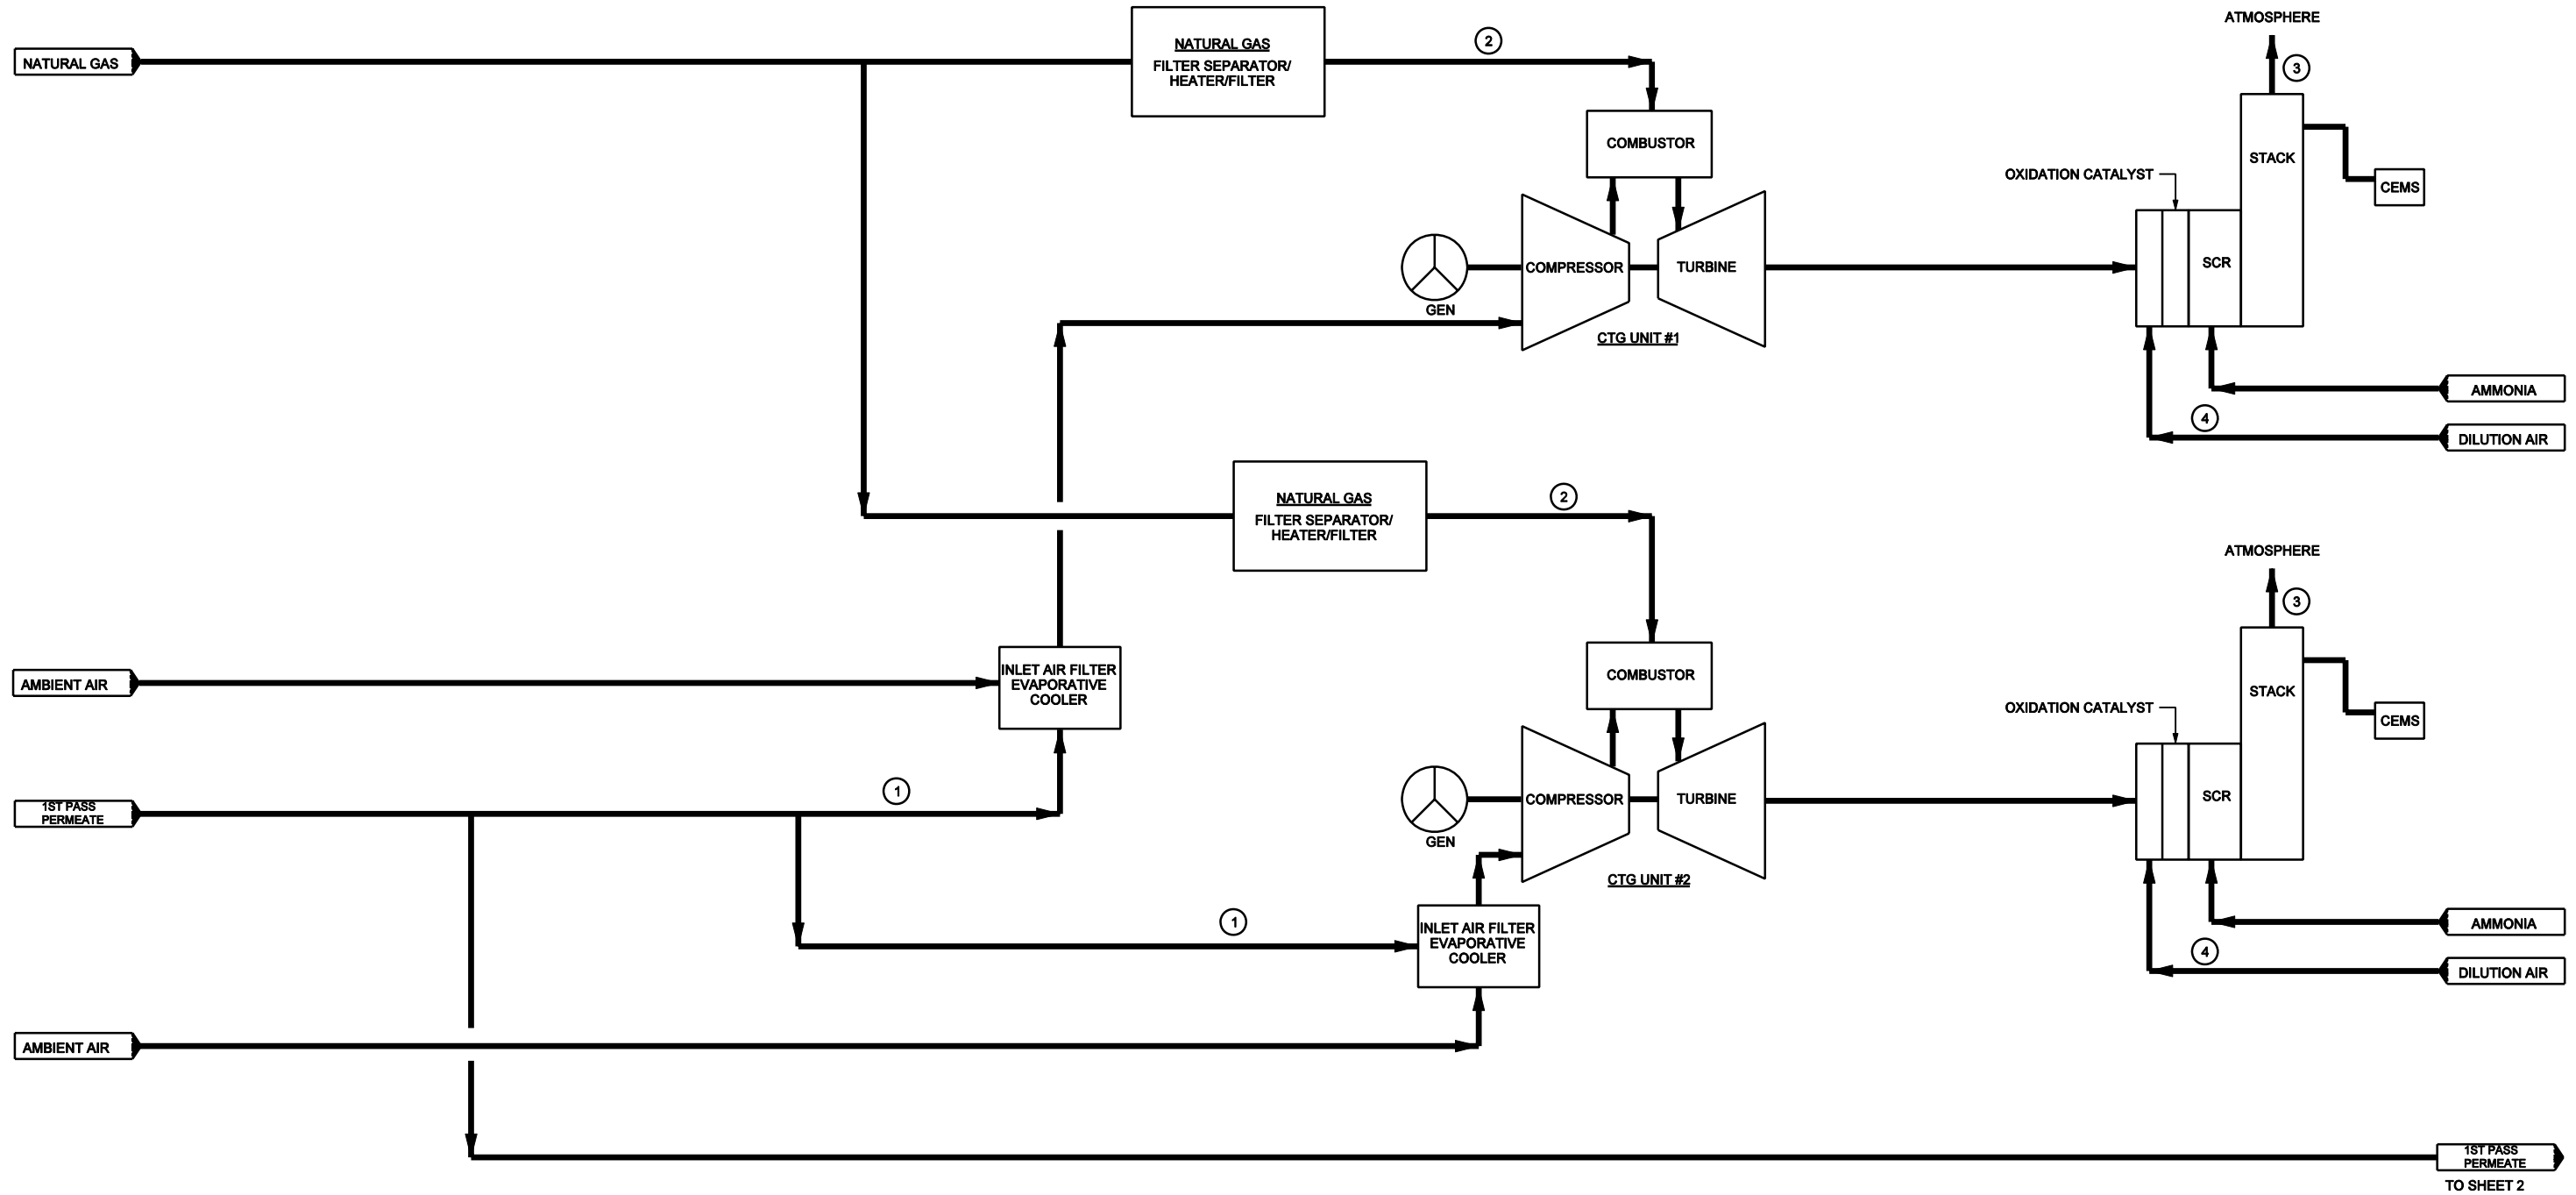 ATMOSPHERE
NATURAL GAS
NATURAL GAS
FILTER SEPARATOR/
HEATER/FILTER
2
3
COMBUSTOR
STACK
OXIDATION CATALYST
CEMS
COMPRESSOR
TURBINE
SCR
GEN
CTG UNIT #1
AMMONIA
4
DILUTION AIR
NATURAL GAS
FILTER SEPARATOR/
HEATER/FILTER
2
ATMOSPHERE
3
AMBIENT AIR
INLET AIR FILTER
EVAPORATIVE
COOLER
COMBUSTOR
STACK
OXIDATION CATALYST
CEMS
1ST PASS
PERMEATE
1
COMPRESSOR
TURBINE
SCR
GEN
CTG UNIT #2
1
INLET AIR FILTER
EVAPORATIVE
COOLER
AMMONIA
4
DILUTION AIR
AMBIENT AIR
1ST PASS
PERMEATE
TO SHEET 2